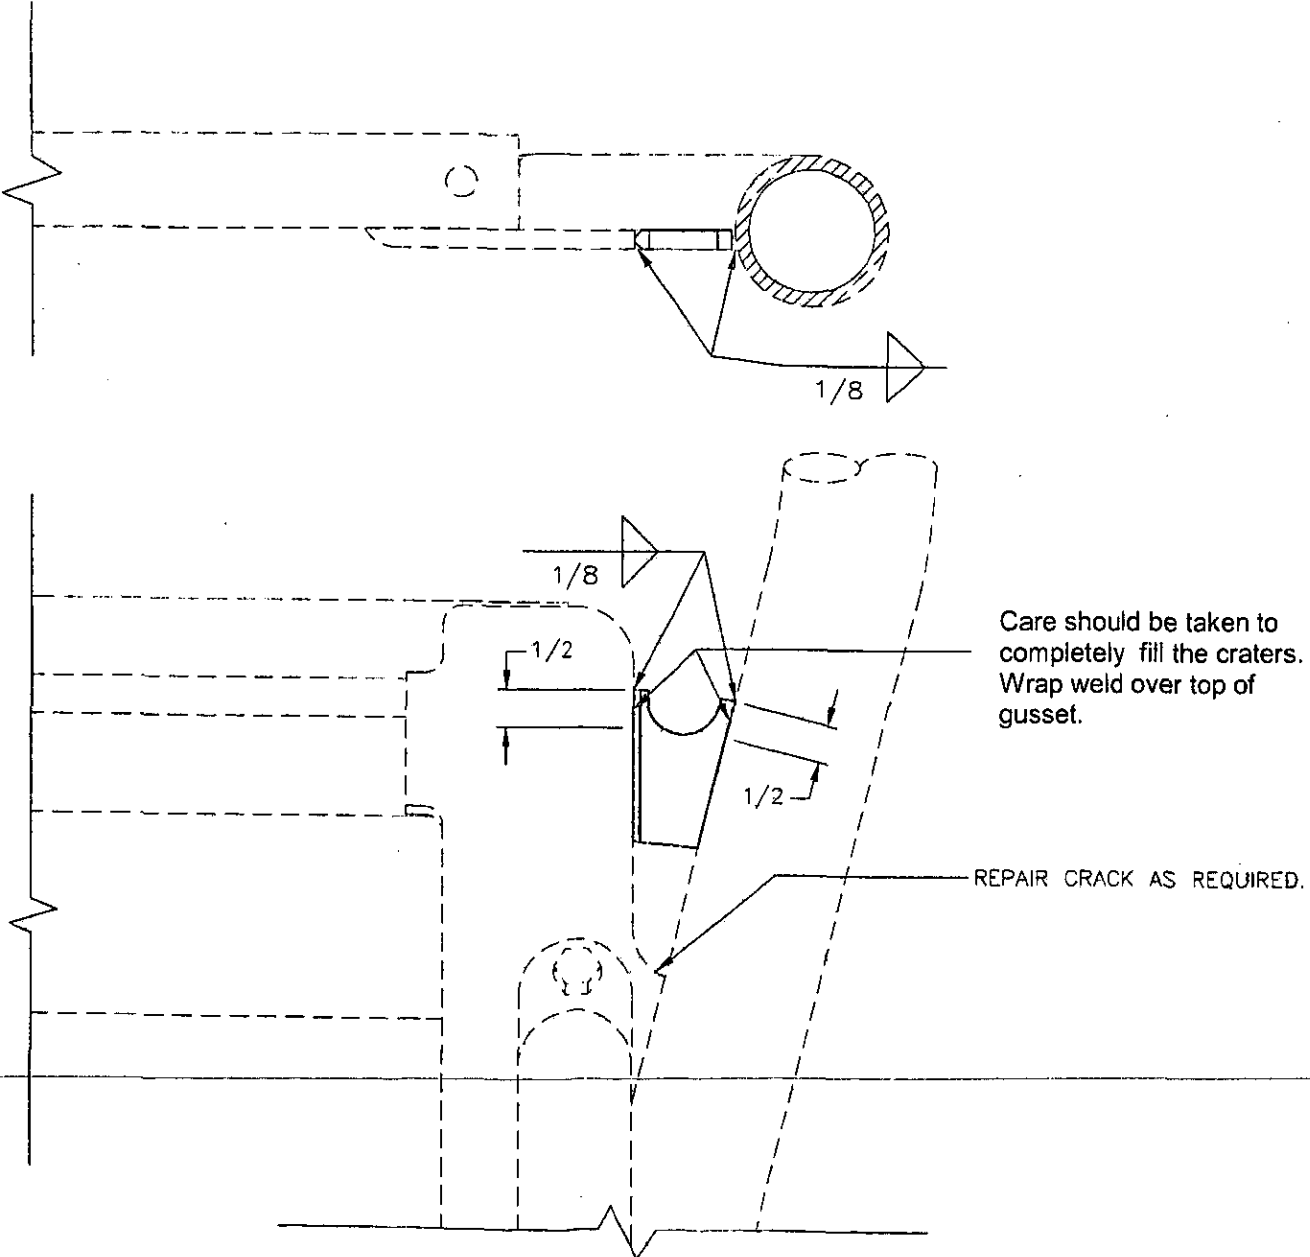 1/8
1/8
1/2
Care should be taken to
completely fill the craters.
Wrap weld over top of
gusset.
1/2
REPAIR CRACK AS REQUIRED.